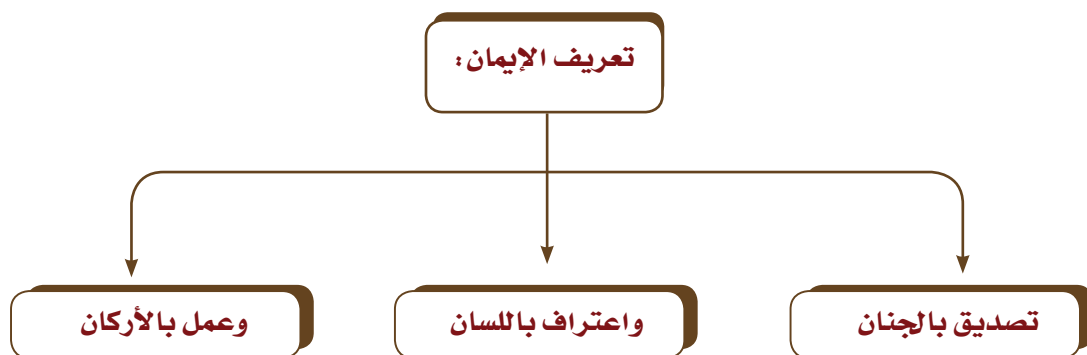 تعريف الإيمان:
تصديق بالجنان
واعتراف باللسان
وعمل بالأركان